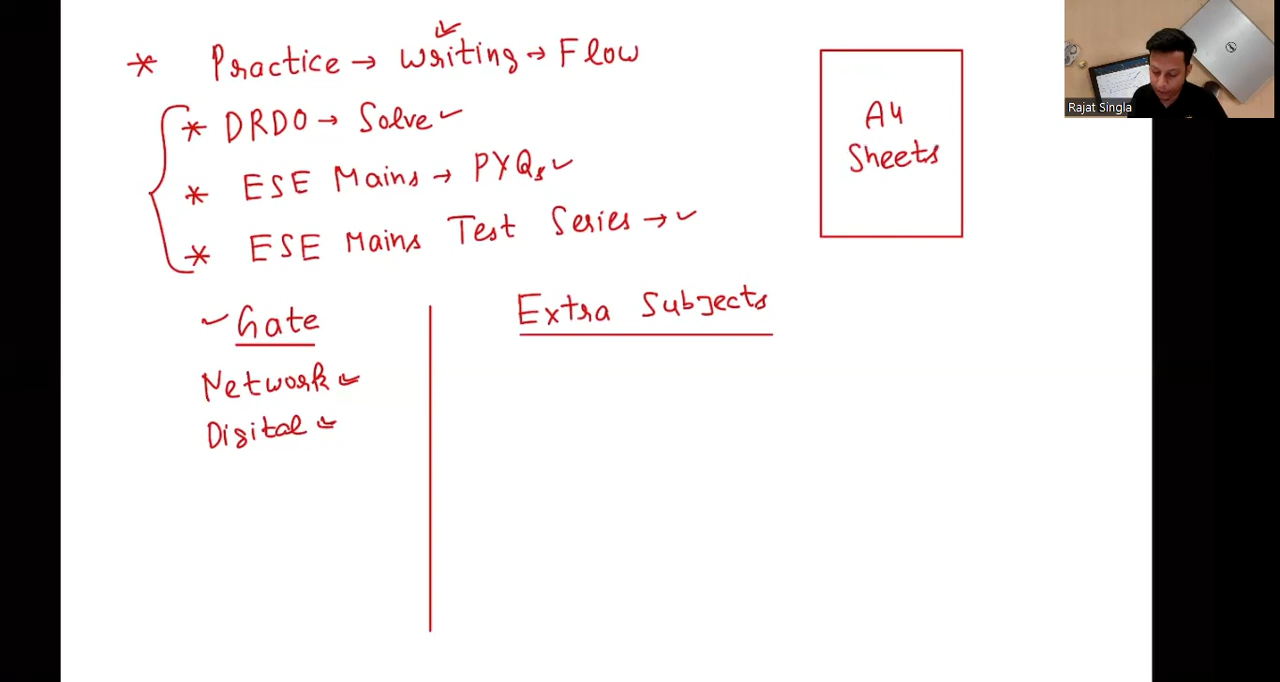 * Practice → Writing → Flow
* DRDO → Solve ✓
* ESE Mains → PYQs ✓
* ESE Mains Test Series → ✓
A4
Sheets
Rajat Singla
✓ Gate
Network ✓
Digital ✓
Extra Subjects